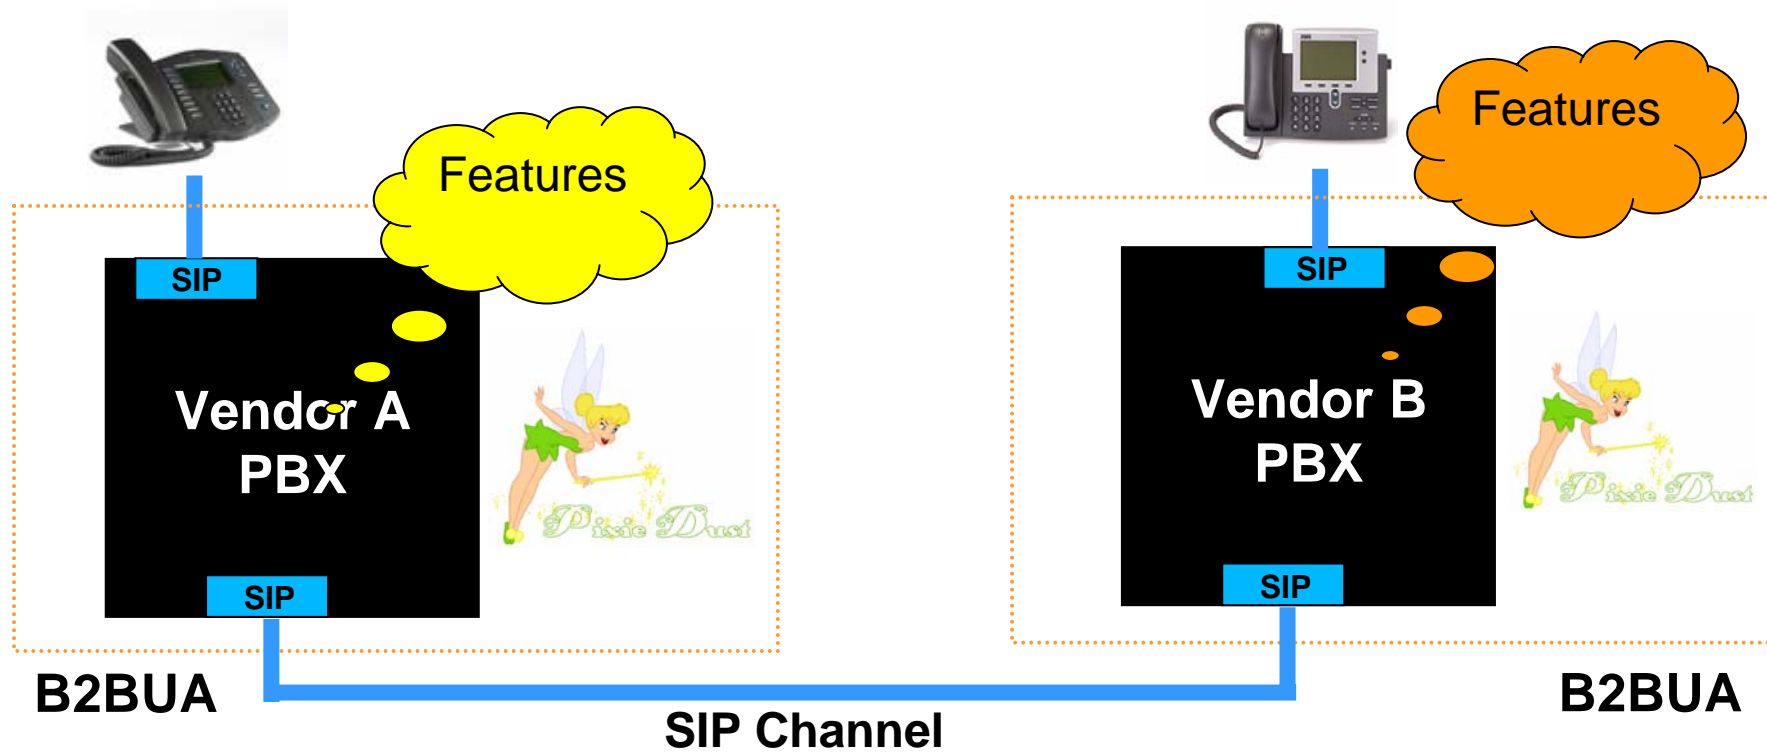 Features
Features
SIP
SIP
Vendor A
PBX
Vendor B
PBX
Pixie Dust
Pixie Dust
SIP
SIP
B2BUA
B2BUA
SIP Channel